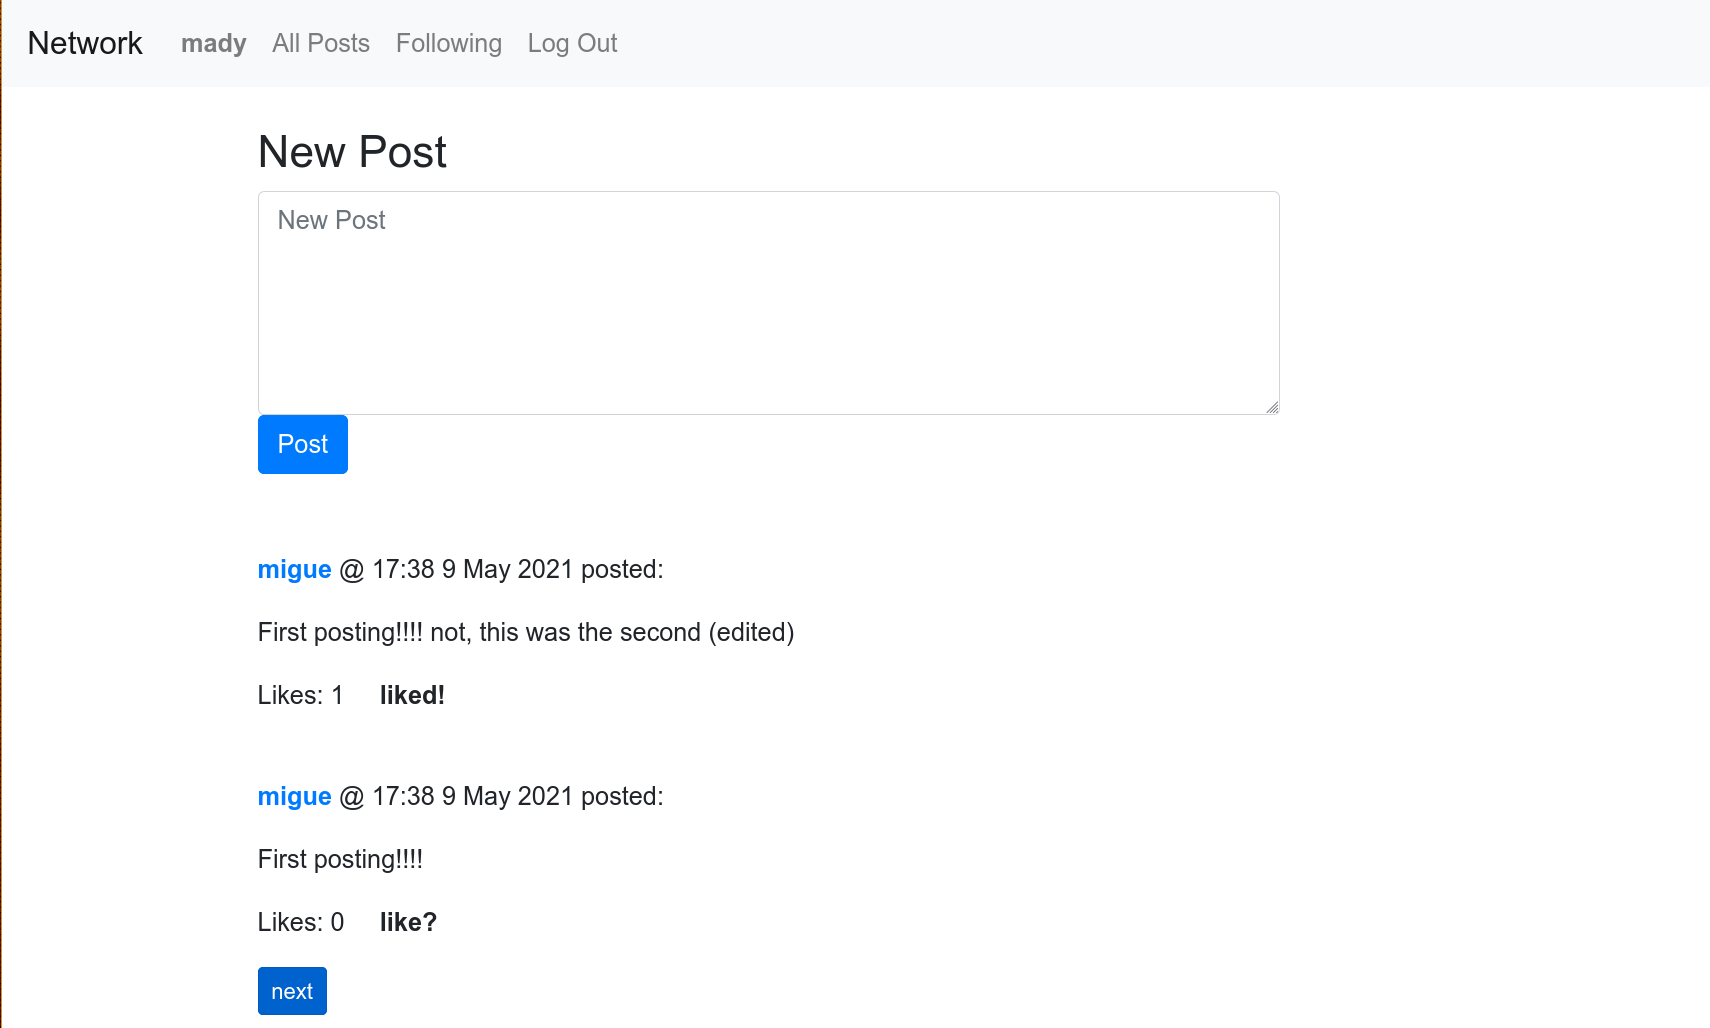 Network mady All Posts Following Log Out
New Post
New Post
Post
migue @ 17:38 9 May 2021 posted:
First posting!!!! not, this was the second (edited)
Likes: 1 liked!
migue @ 17:38 9 May 2021 posted:
First posting!!!!
Likes: 0 like?
next